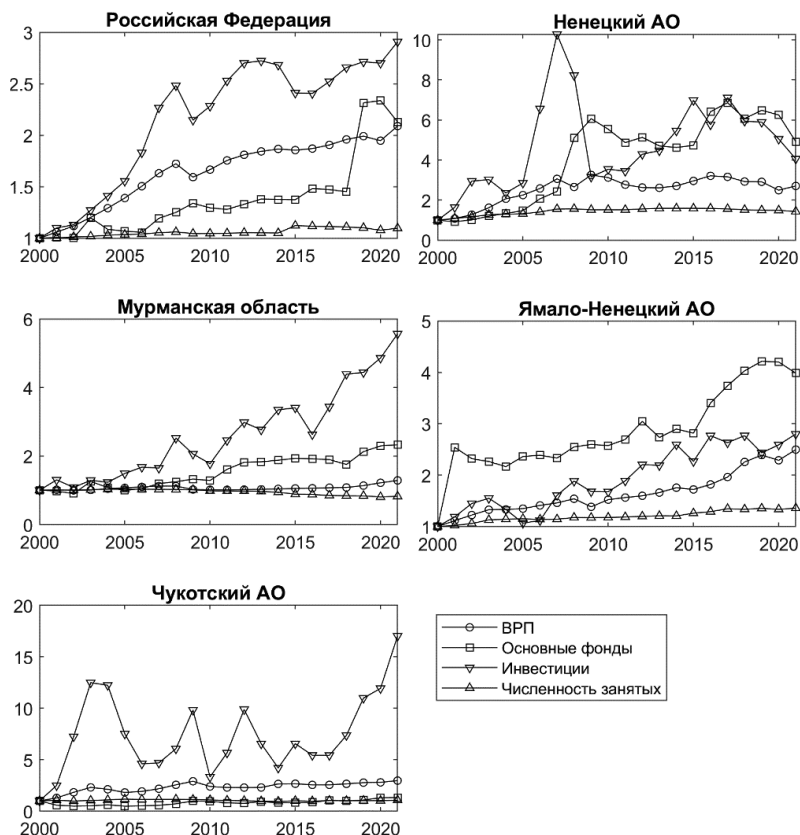 Российская Федерация
3
2.5
2
1.5
1
2000 2005 2010 2015 2020
Ненецкий АО
10
8
6
4
2
0
2000 2005 2010 2015 2020
Мурманская область
6
4
2
0
2000 2005 2010 2015 2020
Ямало-Ненецкий АО
5
4
3
2
1
2000 2005 2010 2015 2020
Чукотский АО
20
15
10
5
0
2000 2005 2010 2015 2020
ВРП
Основные фонды
Инвестиции
Численность занятых